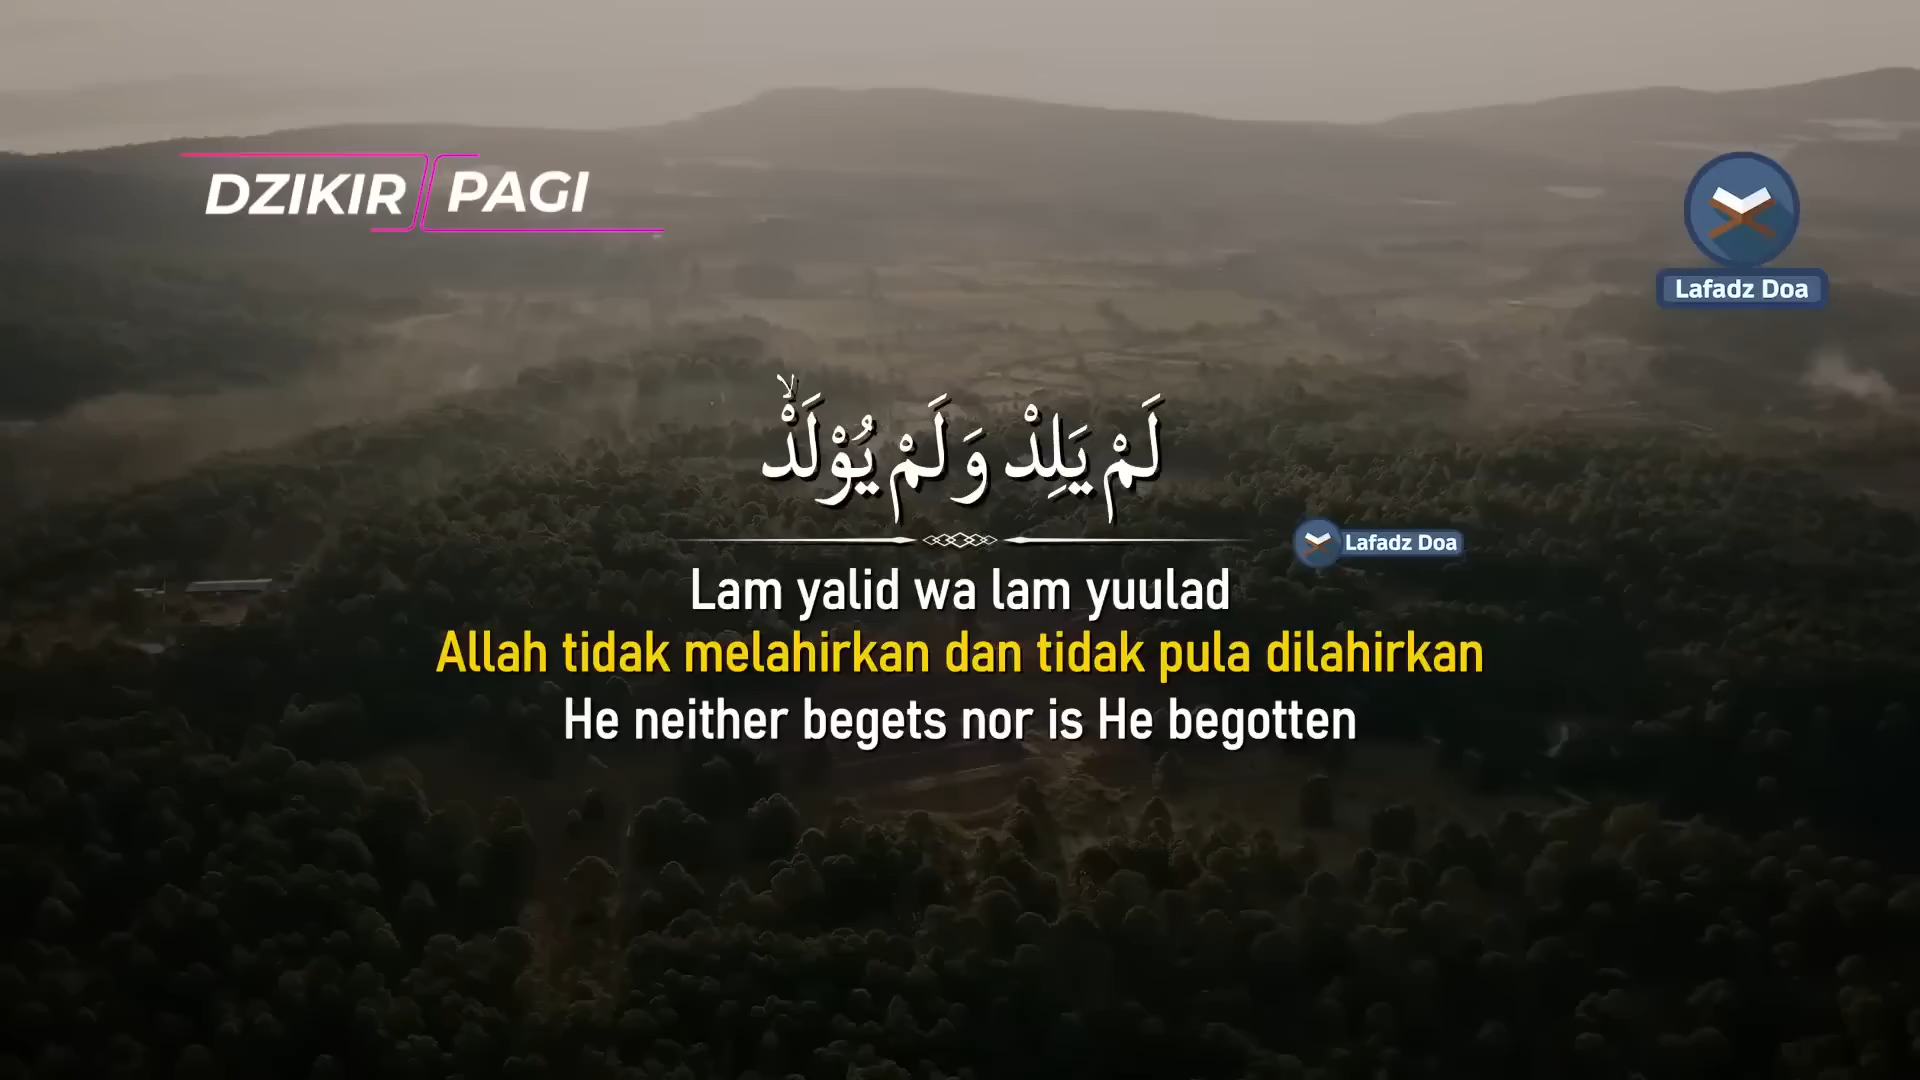 DZIKIR PAGI
Lafadz Doa
لَمْ يَلِدْ وَلَمْ يُوْلَدْۙ
Lafadz Doa
Lam yalid wa lam yuulad
Allah tidak melahirkan dan tidak pula dilahirkan
He neither begets nor is He begotten